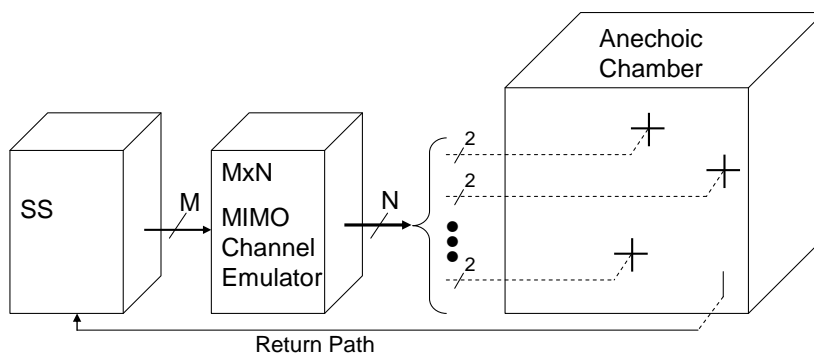 Anechoic
Chamber
SS
M
MxN
MIMO
Channel
Emulator
N
2
2
2
Return Path